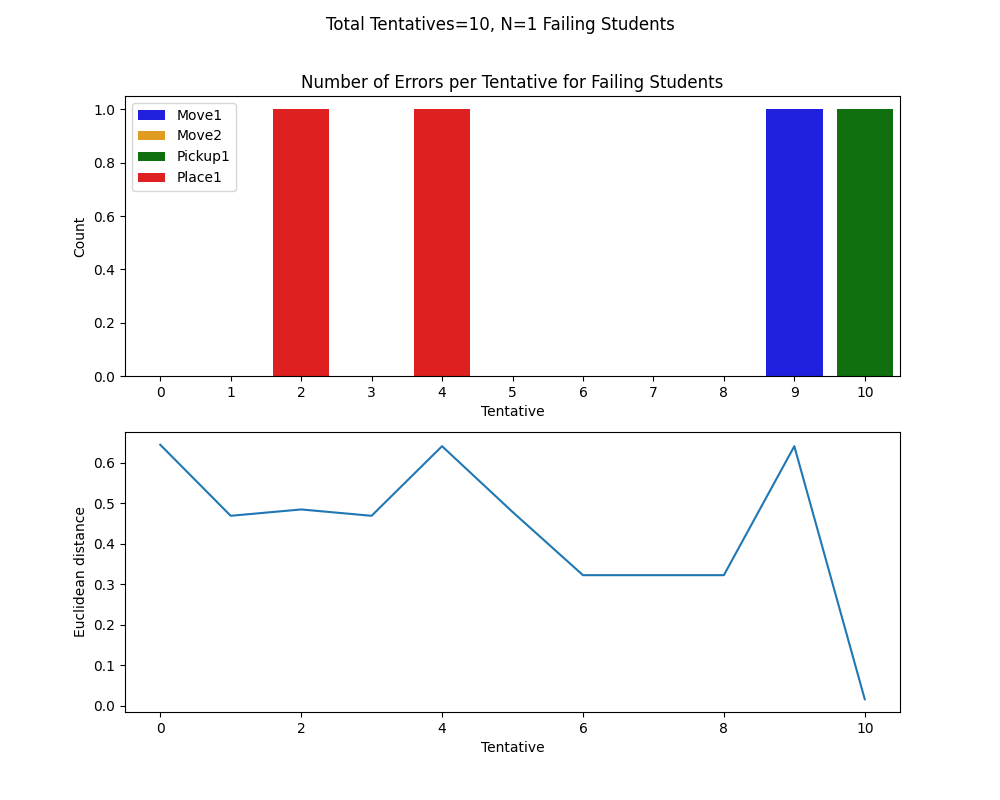 Total Tentatives=10, N=1 Failing Students
Number of Errors per Tentative for Failing Students
1.0
0.8
0.6
0.4
0.2
0.0
Count
Move1
Move2
Pickup1
Place1
0 1 2 3 4 5 6 7 8 9 10
Tentative
0.6
0.5
0.4
0.3
0.2
0.1
0.0
Euclidean distance
0 2 4 6 8 10
Tentative